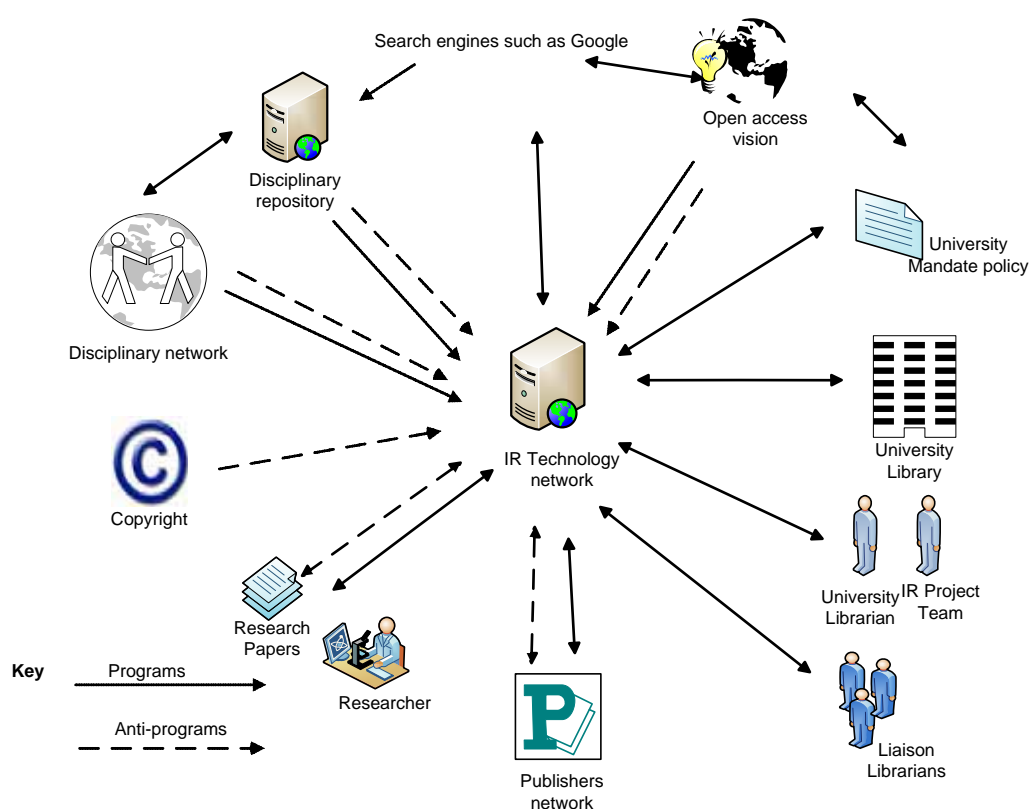 Search engines such as Google
Open access
vision
Disciplinary
repository
University
Mandate policy
Disciplinary network
IR Technology
network
University
Library
©
Copyright
University
Librarian
IR Project
Team
Research
Papers
Researcher
Key
Programs
Anti-programs
P
Publishers
network
Liaison
Librarians